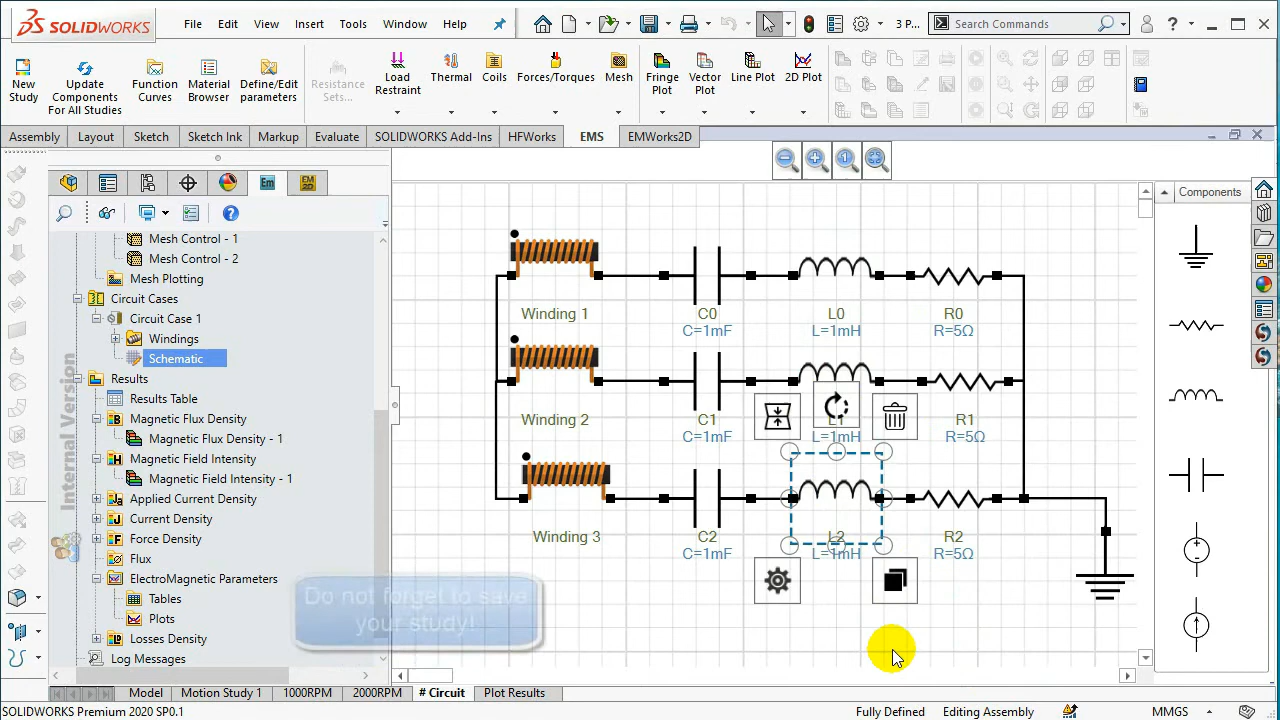 SOLIDWORKS
File Edit View Insert Tools Window Help
3 P...
Search Commands
New Study
Update Components For All Studies
Function Curves
Material Browser
Define/Edit parameters
Resistance Sets...
Load Restraint
Thermal
Coils
Forces/Torques
Mesh
Fringe Plot
Vector Plot
Line Plot
2D Plot
Assembly Layout Sketch Sketch Ink Markup Evaluate SOLIDWORKS Add-Ins HFWorks EMS EMWorks2D
Mesh Control - 1
Mesh Control - 2
Mesh Plotting
Circuit Cases
Circuit Case 1
Windings
Schematic
Results
Results Table
Magnetic Flux Density
Magnetic Flux Density - 1
Magnetic Field Intensity
Magnetic Field Intensity - 1
Applied Current Density
Current Density
Force Density
Flux
ElectroMagnetic Parameters
Tables
Plots
Losses Density
Log Messages
Internal Version
Do not forget to save
your study!
Components
Winding 1 C0 L0 R0
C=1mF L=1mH R=5Ω
Winding 2 C1 L1 R1
C=1mF L=1mH R=5Ω
Winding 3 C2 L2 R2
C=1mF L=1mH R=5Ω
Model Motion Study 1 1000RPM 2000RPM # Circuit Plot Results
SOLIDWORKS Premium 2020 SP0.1
Fully Defined Editing Assembly MMGS